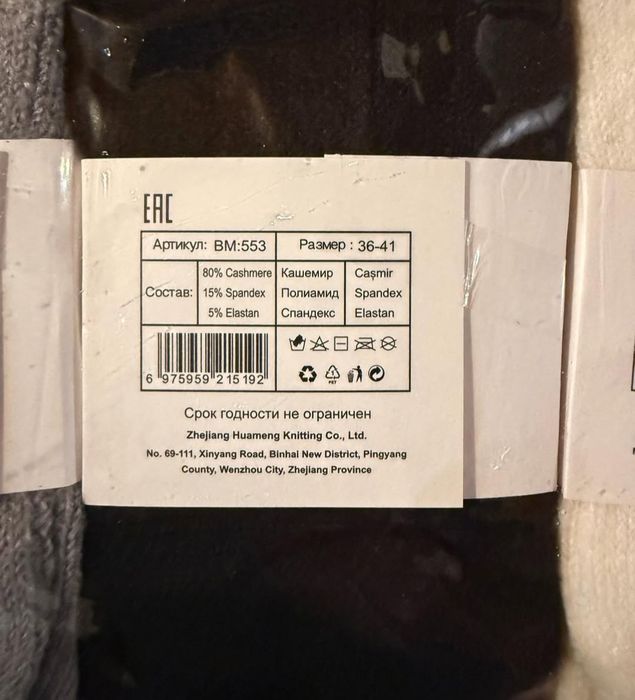 EAC
Артикул: BM:553 Размер : 36-41
Состав:
80% Cashmere
15% Spandex
5% Elastan
Кашемир
Полиамид
Спандекс
Caşmir
Spandex
Elastan
6 975959 215192
PET
Срок годности не ограничен
Zhejiang Huameng Knitting Co., Ltd.
No. 69-111, Xinyang Road, Binhai New District, Pingyang
County, Wenzhou City, Zhejiang Province